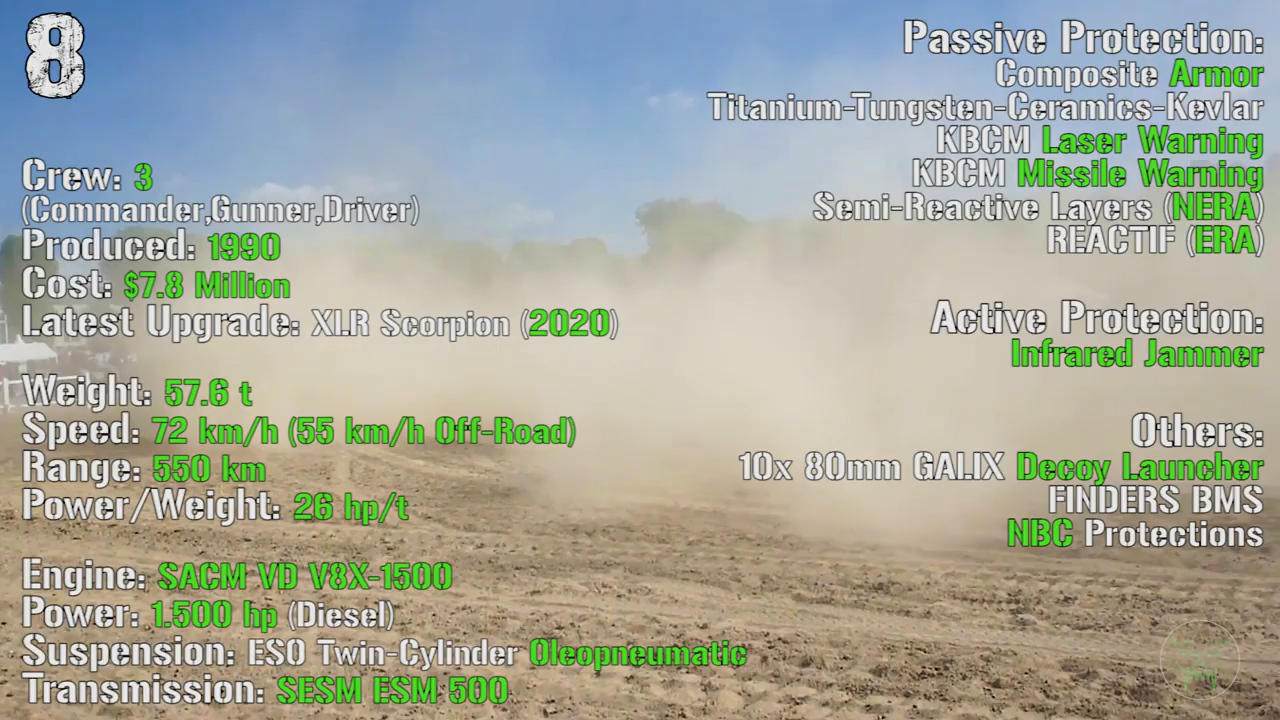 8
Crew: 3
(Commander,Gunner,Driver)
Produced: 1990
Cost: $7.8 Million
Latest Upgrade: XLR Scorpion (2020)
Weight: 57.6 t
Speed: 72 km/h (55 km/h Off-Road)
Range: 550 km
Power/Weight: 26 hp/t
Engine: SACM VD V8X-1500
Power: 1.500 hp (Diesel)
Suspension: ESO Twin-Cylinder Oleopneumatic
Transmission: SESM ESM 500
Passive Protection:
Composite Armor
Titanium-Tungsten-Ceramics-Kevlar
KBCM Laser Warning
KBCM Missile Warning
Semi-Reactive Layers (NERA)
REACTIF (ERA)
Active Protection:
Infrared Jammer
Others:
10x 80mm GALIX Decoy Launcher
FINDERS BMS
NBC Protections